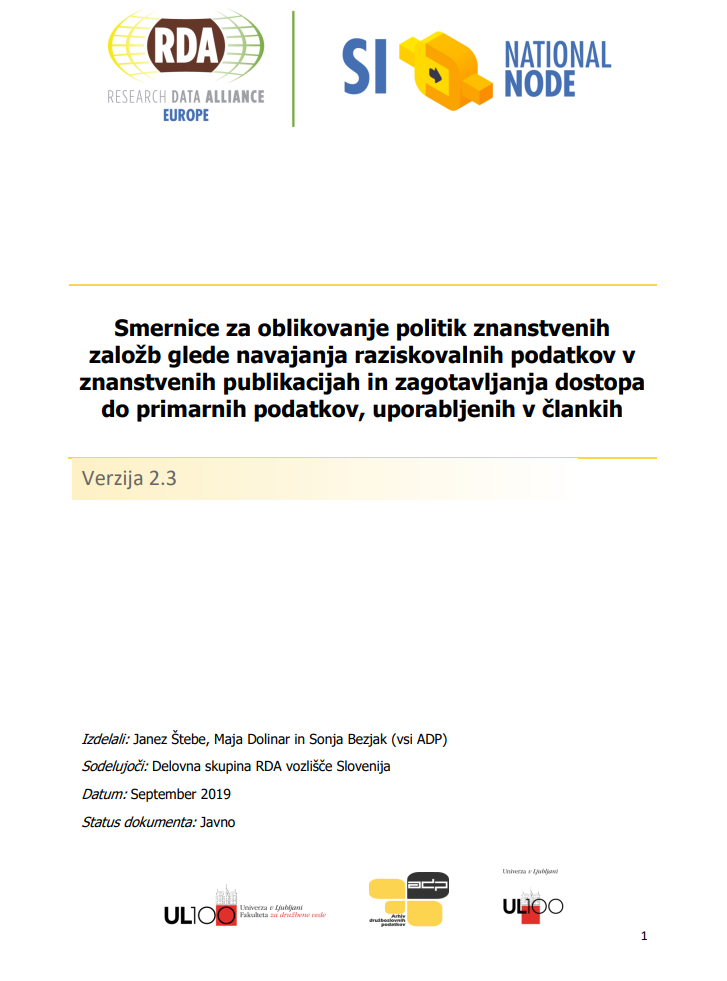 RDA
RESEARCH DATA ALLIANCE
EUROPE
SI
NATIONAL
NODE
Smernice za oblikovanje politik znanstvenih
založb glede navajanja raziskovalnih podatkov v
znanstvenih publikacijah in zagotavljanja dostopa
do primarnih podatkov, uporabljenih v člankih
Verzija 2.3
Izdelali: Janez Štebe, Maja Dolinar in Sonja Bezjak (vsi ADP)
Sodelujoči: Delovna skupina RDA vozlišče Slovenija
Datum: September 2019
Status dokumenta: Javno
UL100
Univerza v Ljubljani
Fakulteta za družbene vede
adp
Arhiv
družboslovnih
podatkov
Univerza v Ljubljani
UL100
1